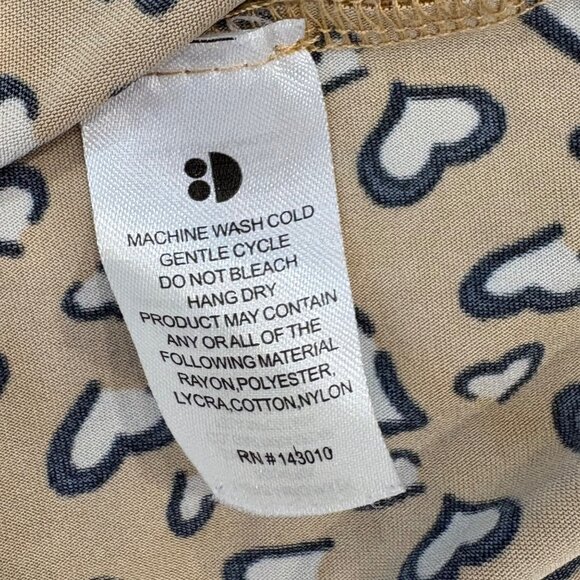 MACHINE WASH COLD
GENTLE CYCLE
DO NOT BLEACH
HANG DRY
PRODUCT MAY CONTAIN
ANY OR ALL OF THE
FOLLOWING MATERIAL
RAYON,POLYESTER,
LYCRA,COTTON,NYLON
RN#143010